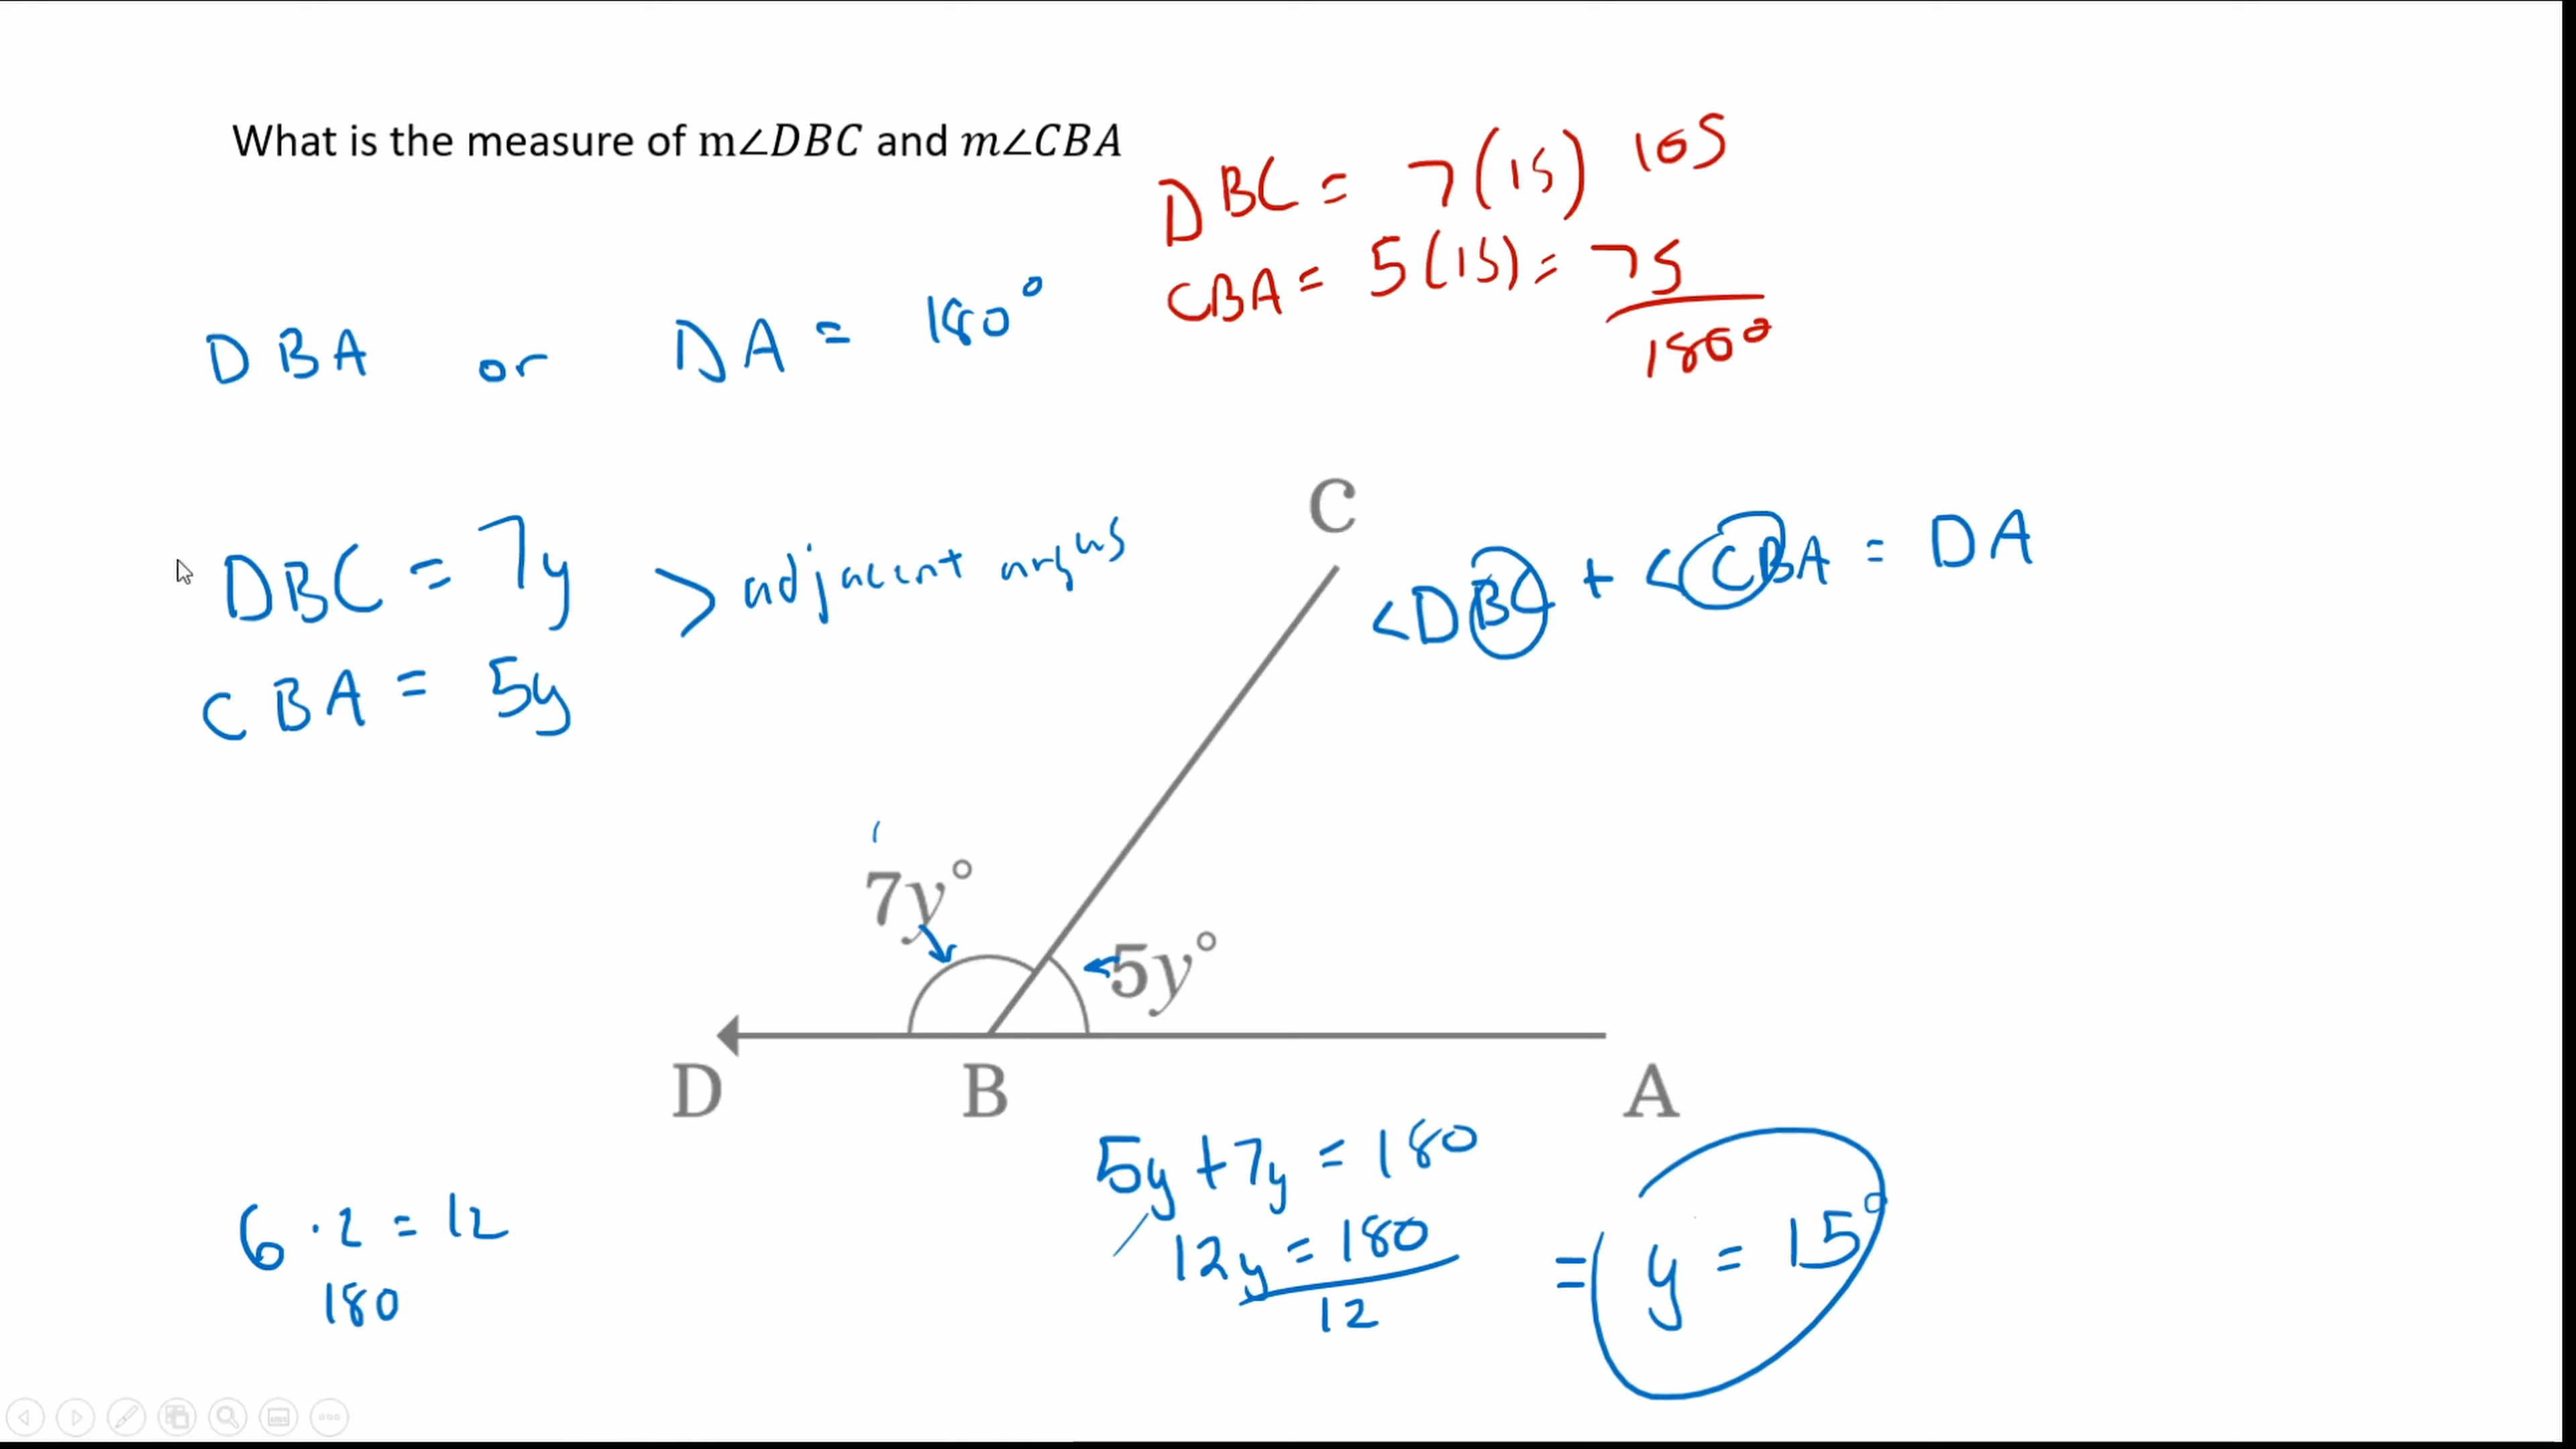 What is the measure of m∠DBC and m∠CBA
DBC = 7(15) 105
CBA = 5(15) = 75
180°
DBA or DA = 180°
DBC = 7y > adjacent
CBA = 5y
C
<DBC + <CBA = DA
7y°
5y°
D
B
A
5y + 7y = 180
12y = 180
12
= y = 15°
6 · 2 = 12
180